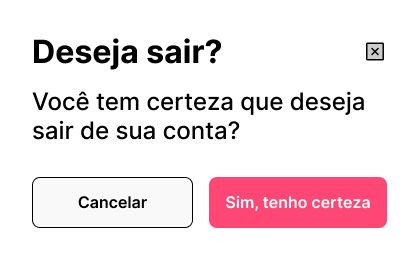 Deseja sair?
Você tem certeza que deseja
sair de sua conta?
Cancelar
Sim, tenho certeza